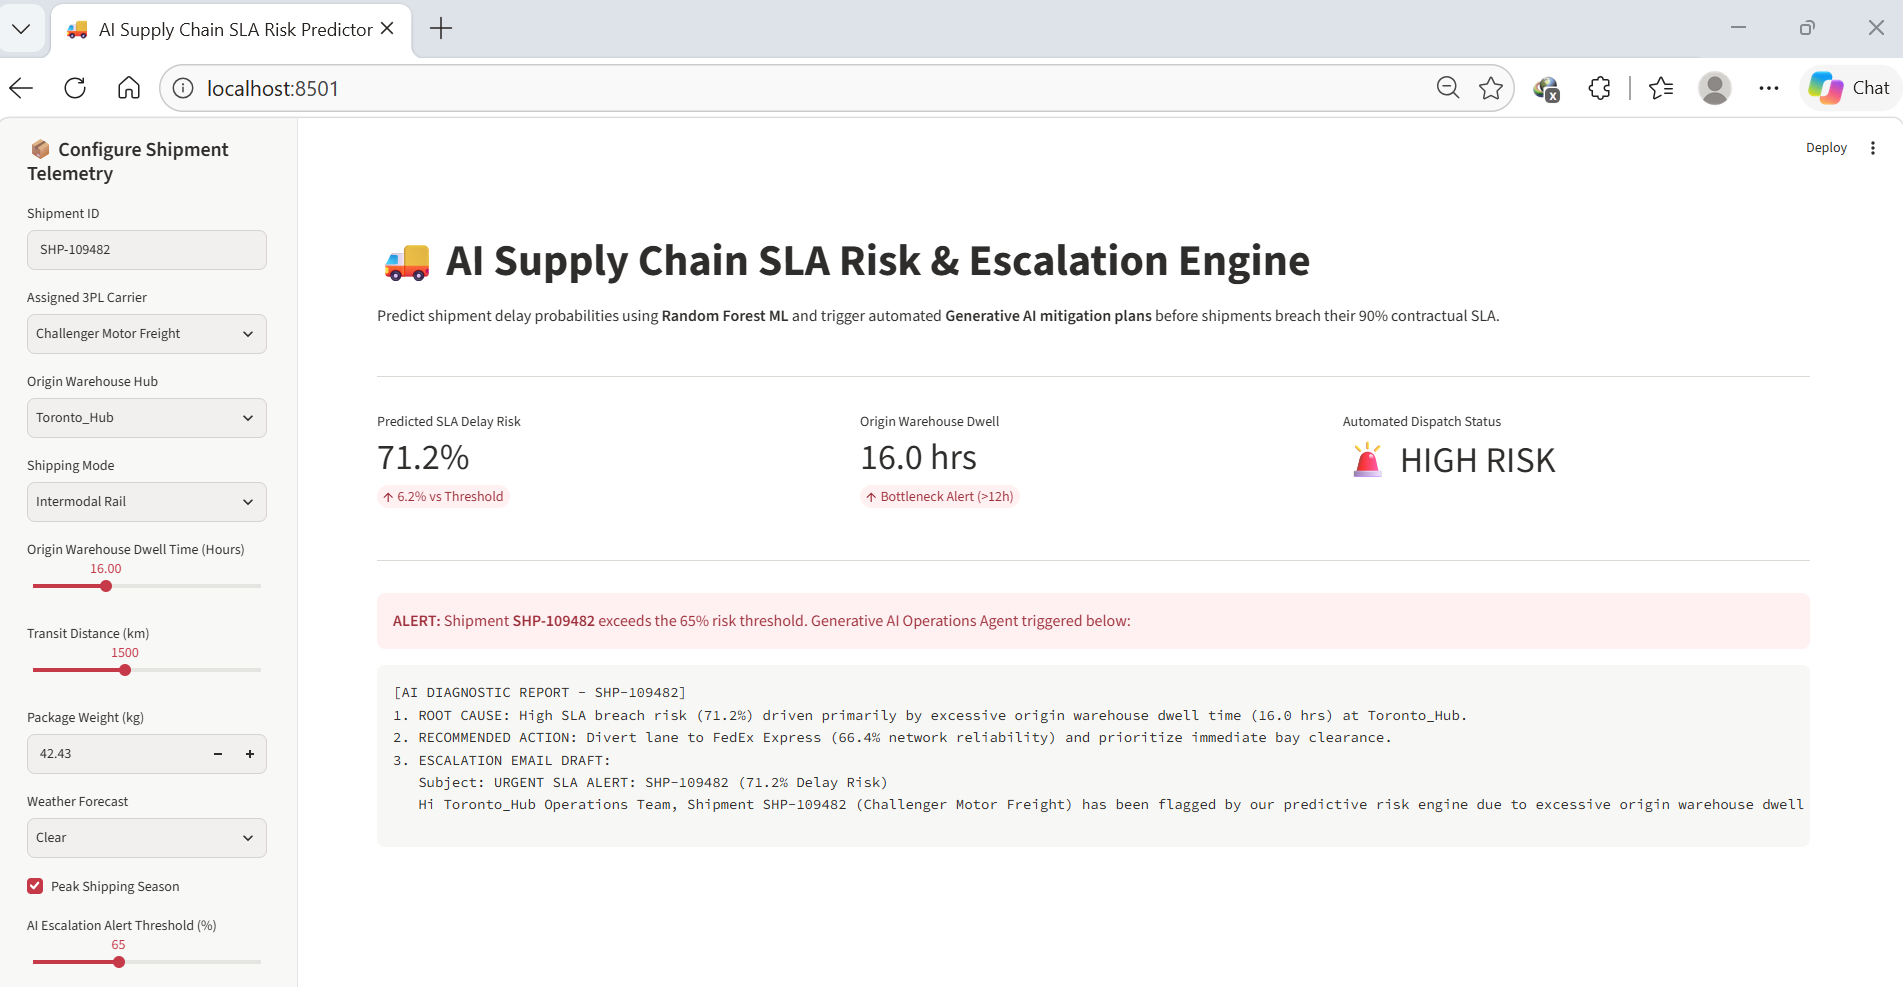 AI Supply Chain SLA Risk Predictor
localhost:8501
Chat
Configure Shipment
Telemetry
Shipment ID
SHP-109482
Assigned 3PL Carrier
Challenger Motor Freight
Origin Warehouse Hub
Toronto_Hub
Shipping Mode
Intermodal Rail
Origin Warehouse Dwell Time (Hours)
16.00
Transit Distance (km)
1500
Package Weight (kg)
42.43
Weather Forecast
Clear
Peak Shipping Season
AI Escalation Alert Threshold (%)
65
Deploy
AI Supply Chain SLA Risk & Escalation Engine
Predict shipment delay probabilities using Random Forest ML and trigger automated Generative AI mitigation plans before shipments breach their 90% contractual SLA.
Predicted SLA Delay Risk
71.2%
↑ 6.2% vs Threshold
Origin Warehouse Dwell
16.0 hrs
↑ Bottleneck Alert (>12h)
Automated Dispatch Status
HIGH RISK
ALERT: Shipment SHP-109482 exceeds the 65% risk threshold. Generative AI Operations Agent triggered below:
[AI DIAGNOSTIC REPORT - SHP-109482]
1. ROOT CAUSE: High SLA breach risk (71.2%) driven primarily by excessive origin warehouse dwell time (16.0 hrs) at Toronto_Hub.
2. RECOMMENDED ACTION: Divert lane to FedEx Express (66.4% network reliability) and prioritize immediate bay clearance.
3. ESCALATION EMAIL DRAFT:
Subject: URGENT SLA ALERT: SHP-109482 (71.2% Delay Risk)
Hi Toronto_Hub Operations Team, Shipment SHP-109482 (Challenger Motor Freight) has been flagged by our predictive risk engine due to excessive origin warehouse dwell